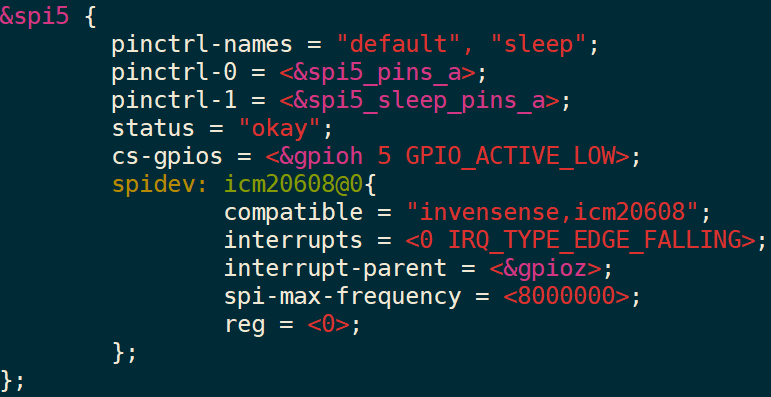 &spi5 {
        pinctrl-names = "default", "sleep";
        pinctrl-0 = <&spi5_pins_a>;
        pinctrl-1 = <&spi5_sleep_pins_a>;
        status = "okay";
        cs-gpios = <&gpioh 5 GPIO_ACTIVE_LOW>;
        spidev: icm20608@0{
                compatible = "invensense,icm20608";
                interrupts = <0 IRQ_TYPE_EDGE_FALLING>;
                interrupt-parent = <&gpioz>;
                spi-max-frequency = <8000000>;
                reg = <0>;
        };
};